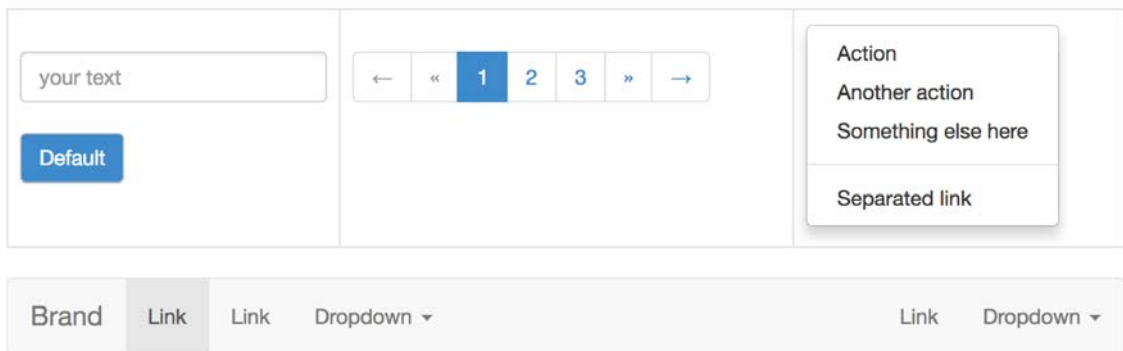 your text
Default
← « 1 2 3 » →
Action
Another action
Something else here
Separated link
Brand Link Link Dropdown Link Dropdown